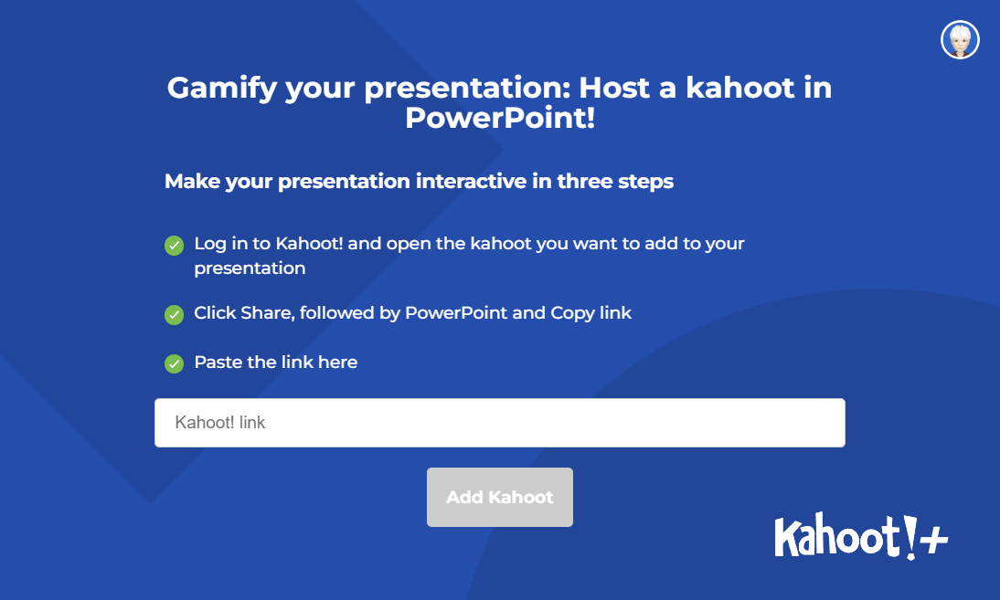 Gamify your presentation: Host a kahoot in
PowerPoint!
Make your presentation interactive in three steps
Log in to Kahoot! and open the kahoot you want to add to your
presentation
Click Share, followed by PowerPoint and Copy link
Paste the link here
Kahoot! link
Add Kahoot
Kahoot!+